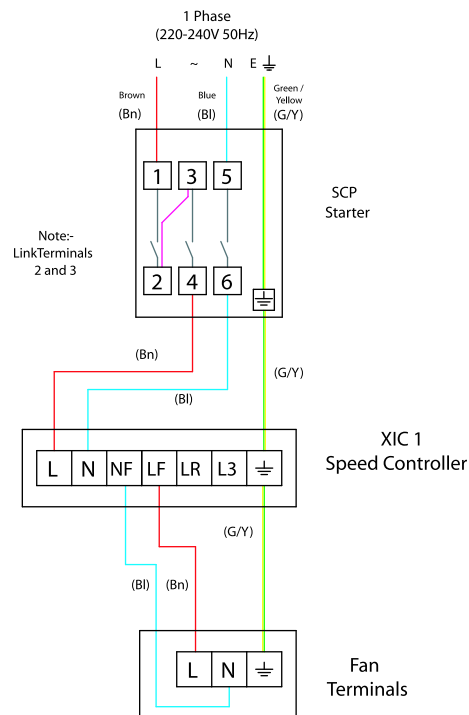 1 Phase
(220-240V 50Hz)
L ~ N E
Brown Blue Green /
Yellow
(Bn) (Bl) (G/Y)
1 3 5
SCP
Starter
Note:-
LinkTerminals
2 and 3
2 4 6
(Bn)
(G/Y)
(Bl)
XIC 1
Speed Controller
L N NF LF LR L3
(G/Y)
(Bl) (Bn)
L N
Fan
Terminals